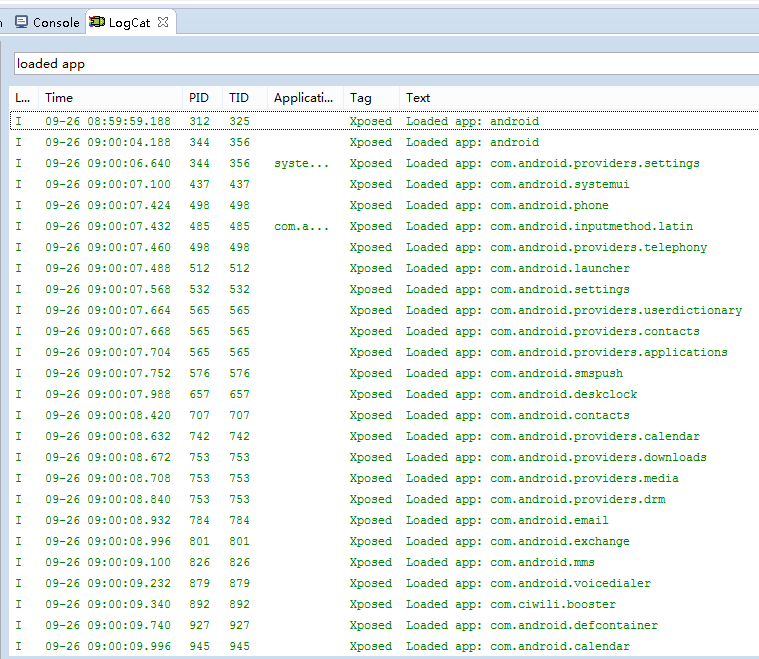 n Console LogCat
loaded app
L... Time PID TID Applicati... Tag Text
I 09-26 08:59:59.188 312 325 Xposed Loaded app: android
I 09-26 09:00:04.188 344 356 Xposed Loaded app: android
I 09-26 09:00:06.640 344 356 syste... Xposed Loaded app: com.android.providers.settings
I 09-26 09:00:07.100 437 437 Xposed Loaded app: com.android.systemui
I 09-26 09:00:07.424 498 498 Xposed Loaded app: com.android.phone
I 09-26 09:00:07.432 485 485 com.a... Xposed Loaded app: com.android.inputmethod.latin
I 09-26 09:00:07.460 498 498 Xposed Loaded app: com.android.providers.telephony
I 09-26 09:00:07.488 512 512 Xposed Loaded app: com.android.launcher
I 09-26 09:00:07.568 532 532 Xposed Loaded app: com.android.settings
I 09-26 09:00:07.664 565 565 Xposed Loaded app: com.android.providers.userdictionary
I 09-26 09:00:07.668 565 565 Xposed Loaded app: com.android.providers.contacts
I 09-26 09:00:07.704 565 565 Xposed Loaded app: com.android.providers.applications
I 09-26 09:00:07.752 576 576 Xposed Loaded app: com.android.smspush
I 09-26 09:00:07.988 657 657 Xposed Loaded app: com.android.deskclock
I 09-26 09:00:08.420 707 707 Xposed Loaded app: com.android.contacts
I 09-26 09:00:08.632 742 742 Xposed Loaded app: com.android.providers.calendar
I 09-26 09:00:08.672 753 753 Xposed Loaded app: com.android.providers.downloads
I 09-26 09:00:08.708 753 753 Xposed Loaded app: com.android.providers.media
I 09-26 09:00:08.840 753 753 Xposed Loaded app: com.android.providers.drm
I 09-26 09:00:08.932 784 784 Xposed Loaded app: com.android.email
I 09-26 09:00:08.996 801 801 Xposed Loaded app: com.android.exchange
I 09-26 09:00:09.100 826 826 Xposed Loaded app: com.android.mms
I 09-26 09:00:09.232 879 879 Xposed Loaded app: com.android.voicedialer
I 09-26 09:00:09.340 892 892 Xposed Loaded app: com.ciwili.booster
I 09-26 09:00:09.740 927 927 Xposed Loaded app: com.android.defcontainer
I 09-26 09:00:09.996 945 945 Xposed Loaded app: com.android.calendar